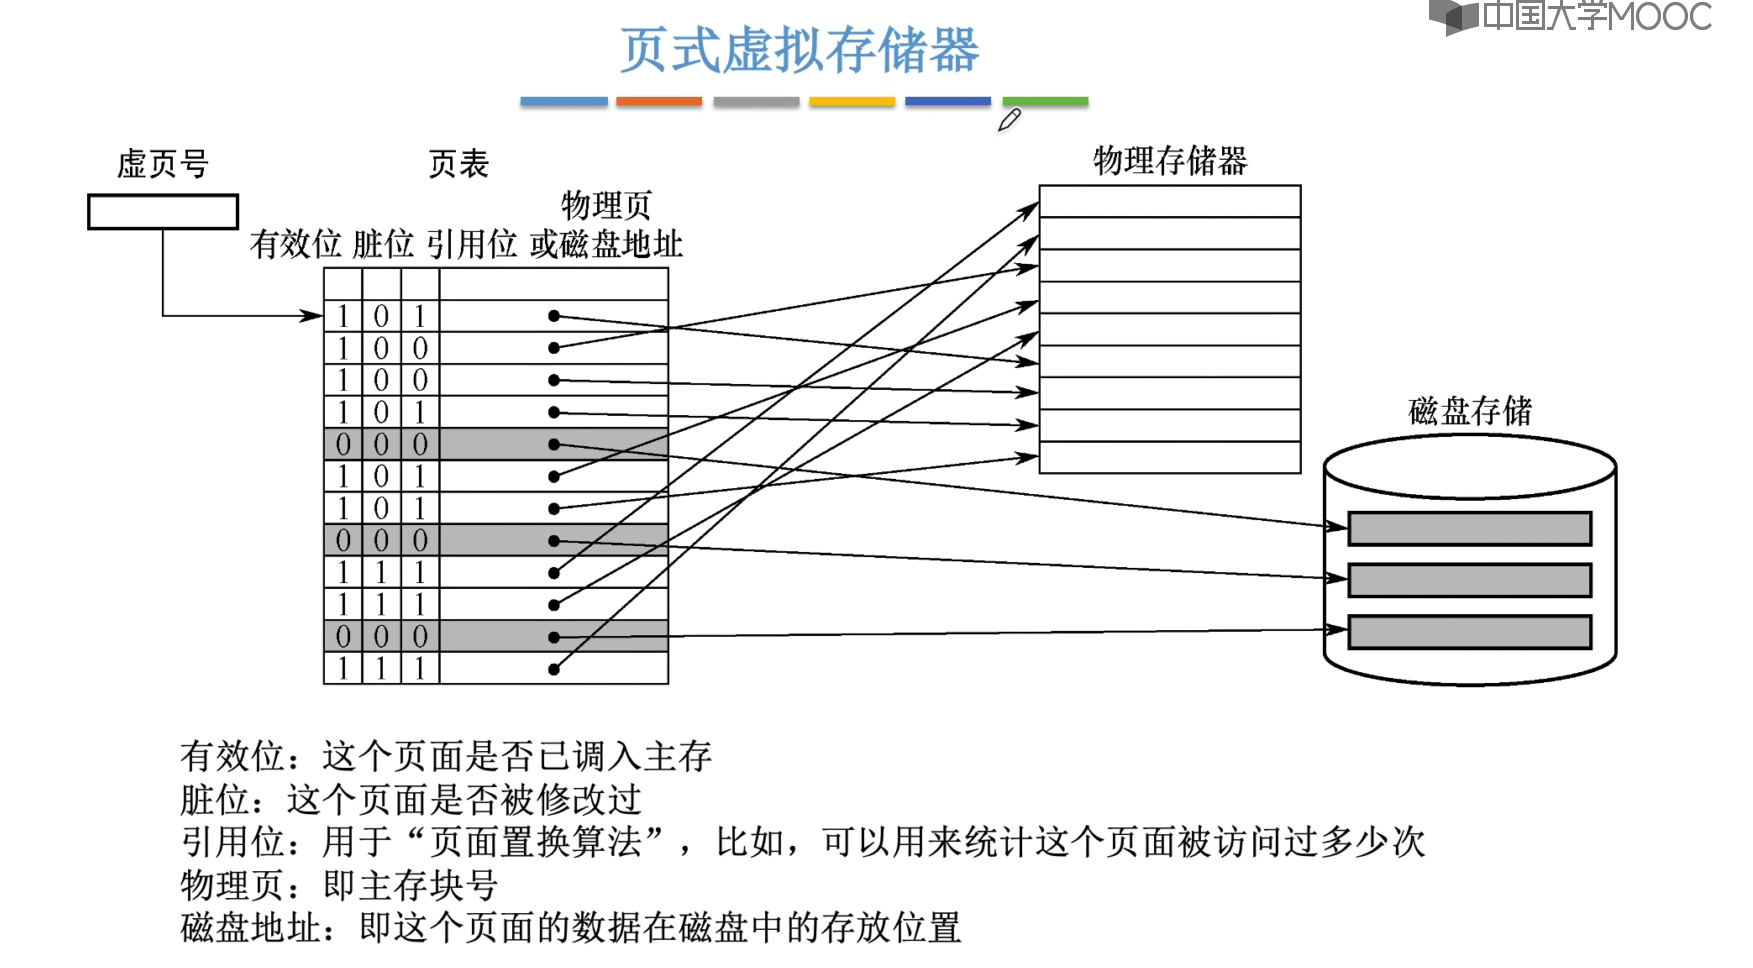 中国大学MOOC
页式虚拟存储器
虚页号
页表
物理存储器
物理页
有效位 脏位 引用位 或磁盘地址
1 0 1
1 0 0
1 0 0
1 0 1
0 0 0
1 0 1
1 0 1
0 0 0
1 1 1
1 1 1
0 0 0
1 1 1
磁盘存储
有效位：这个页面是否已调入主存
脏位：这个页面是否被修改过
引用位：用于“页面置换算法”，比如，可以用来统计这个页面被访问过多少次
物理页：即主存块号
磁盘地址：即这个页面的数据在磁盘中的存放位置